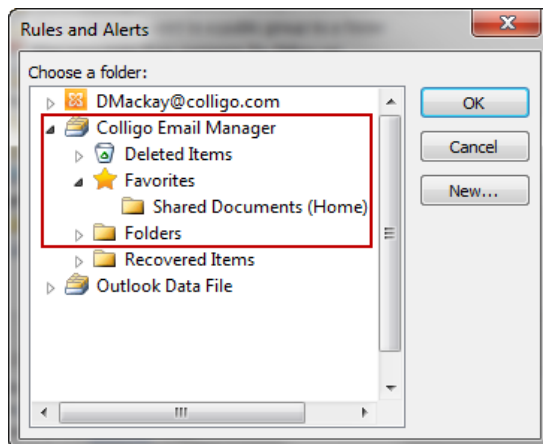 Rules and Alerts
Choose a folder:
DMackay@colligo.com
Colligo Email Manager
Deleted Items
Favorites
Shared Documents (Home)
Folders
Recovered Items
Outlook Data File
OK
Cancel
New...